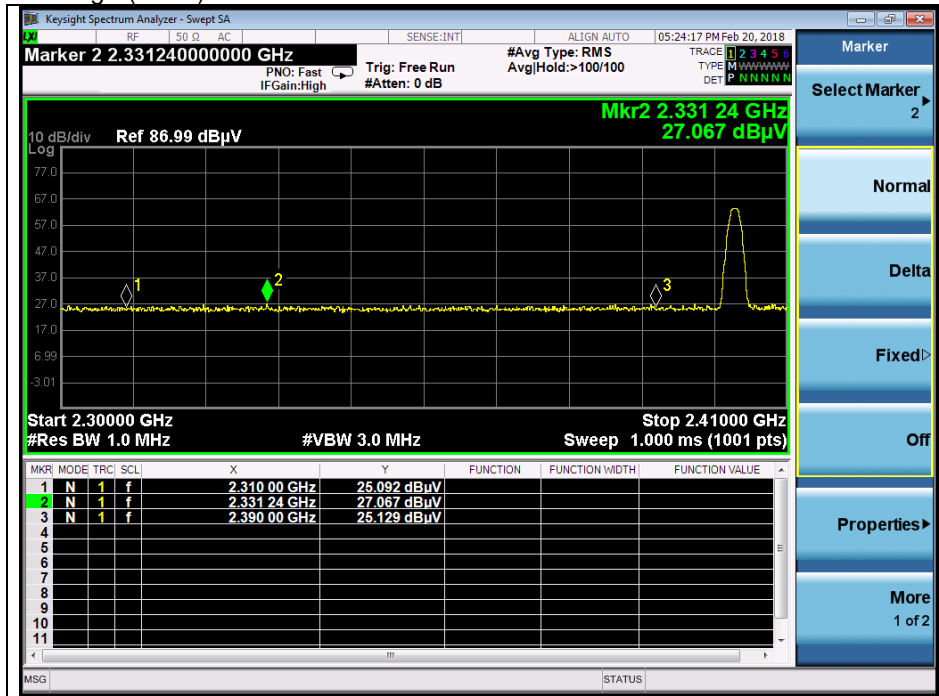 Keysight Spectrum Analyzer - Swept SA
LXI RF 50 Ω AC SENSE:INT ALIGN AUTO 05:24:17 PM Feb 20, 2018
Marker 2 2.331240000000 GHz
PNO: Fast
IFGain:High
Trig: Free Run
#Atten: 0 dB
#Avg Type: RMS
Avg|Hold:>100/100
TRACE 1 2 3 4 5 6
TYPE M WWWWW
DET P N N N N N
Mkr2 2.331 24 GHz
27.067 dBµV
10 dB/div Ref 86.99 dBµV
Log
77.0
67.0
57.0
47.0
37.0
27.0
17.0
6.99
-3.01
1
2
3
Start 2.30000 GHz Stop 2.41000 GHz
#Res BW 1.0 MHz #VBW 3.0 MHz Sweep 1.000 ms (1001 pts)
MKR MODE TRC SCL X Y FUNCTION FUNCTION WIDTH FUNCTION VALUE
1 N 1 f 2.310 00 GHz 25.092 dBµV
2 N 1 f 2.331 24 GHz 27.067 dBµV
3 N 1 f 2.390 00 GHz 25.129 dBµV
4
5
6
7
8
9
10
11
MSG STATUS
Marker
Select Marker
2
Normal
Delta
Fixed
Off
Properties
More
1 of 2